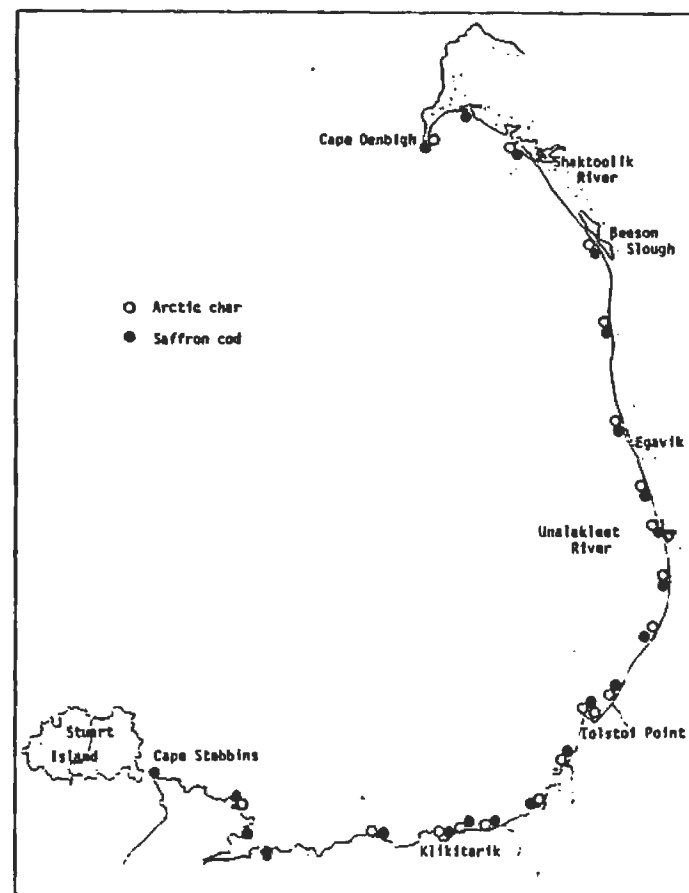 Cape Denbigh
Shaktoolik
River
Beeson
Slough
Arctic char
Saffron cod
Egavik
Unalakleet
River
Stuart
Island
Cape Stebbins
Tolstoi Point
Klikitarik